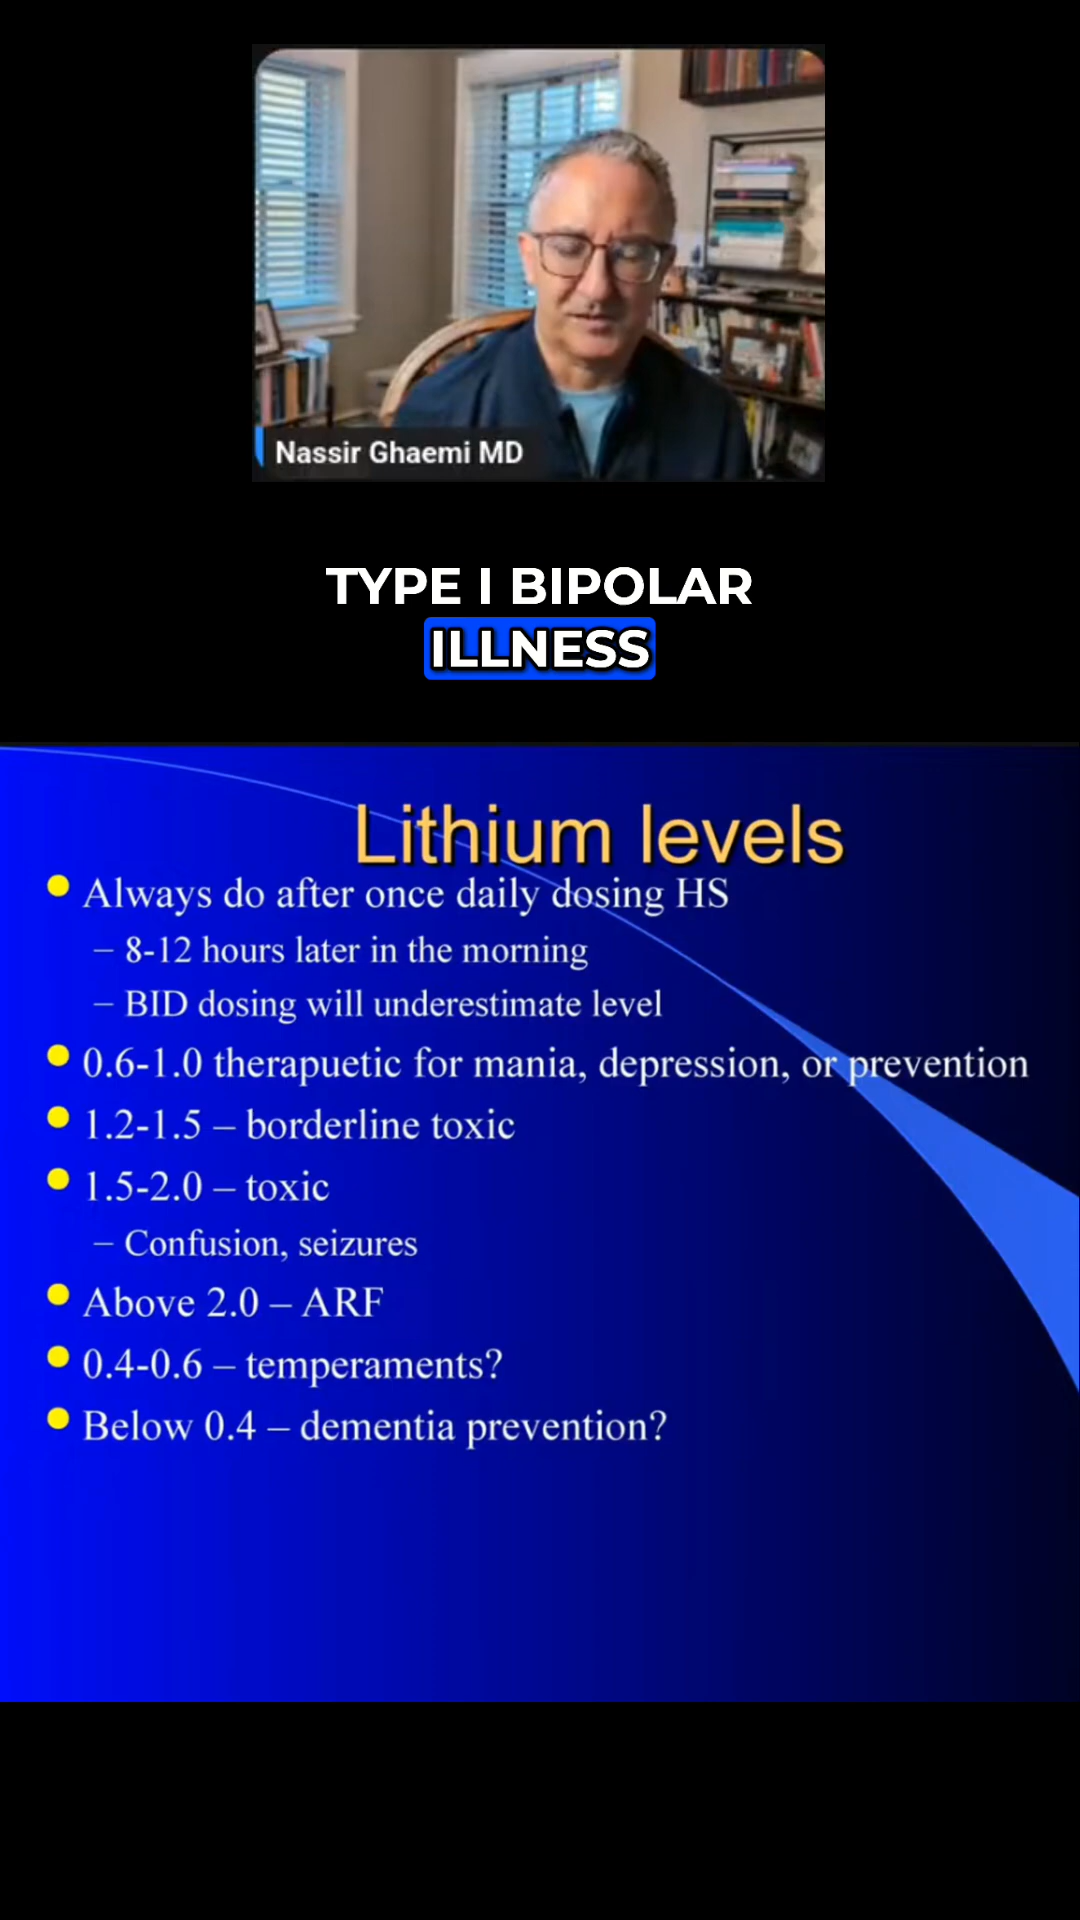 Nassir Ghaemi MD
TYPE I BIPOLAR
ILLNESS
Lithium levels
• Always do after once daily dosing HS
– 8-12 hours later in the morning
– BID dosing will underestimate level
• 0.6-1.0 therapuetic for mania, depression, or prevention
• 1.2-1.5 – borderline toxic
• 1.5-2.0 – toxic
– Confusion, seizures
• Above 2.0 – ARF
• 0.4-0.6 – temperaments?
• Below 0.4 – dementia prevention?